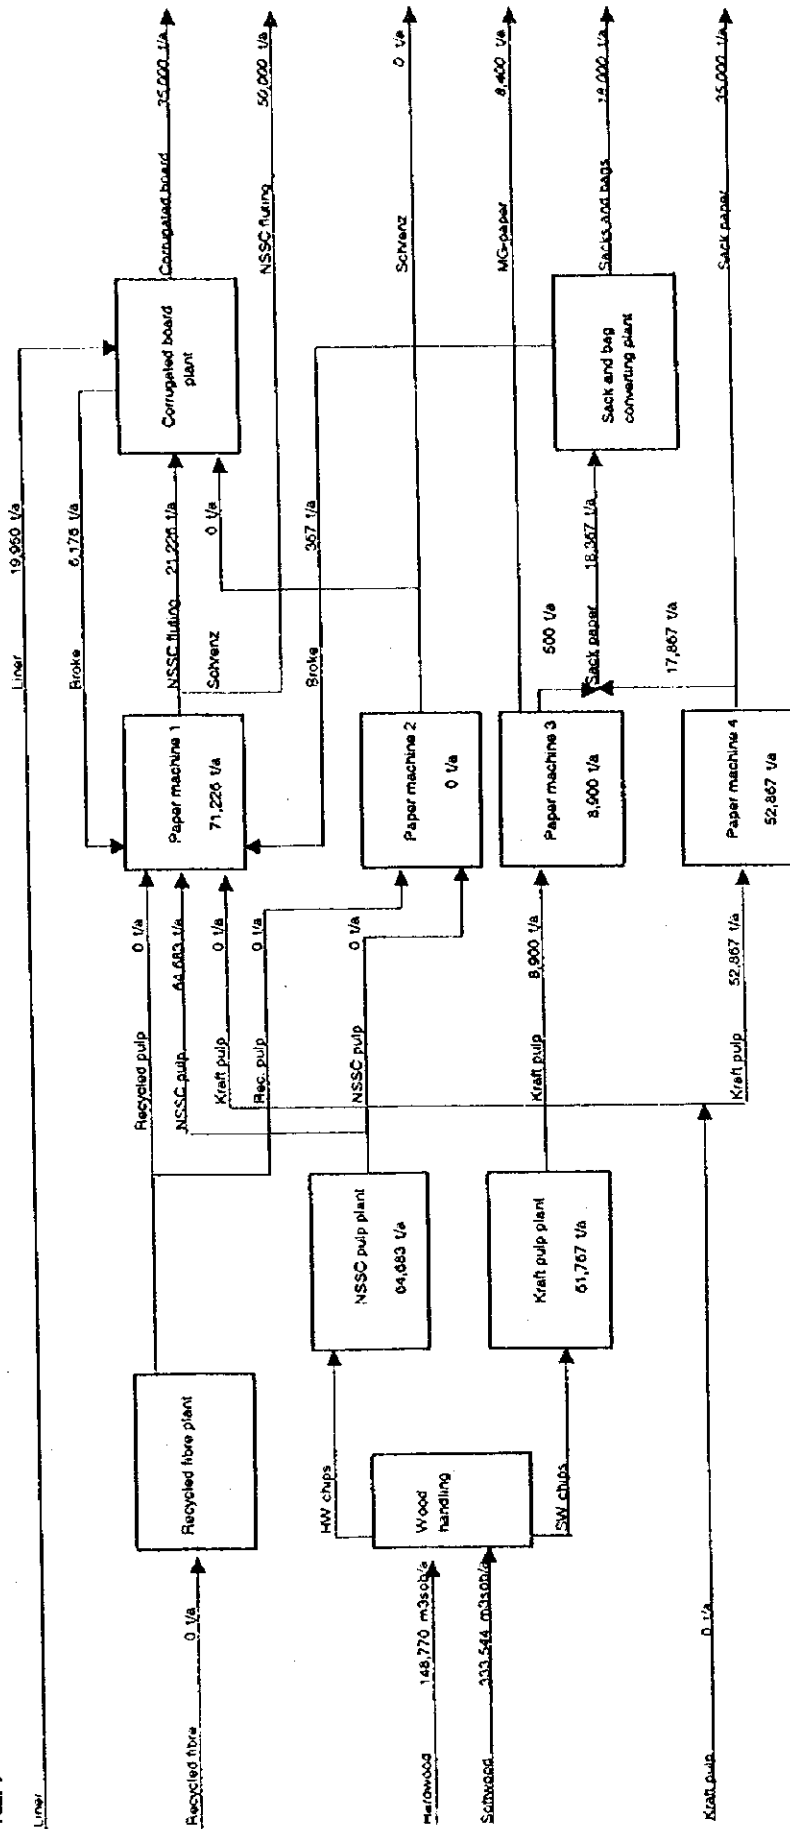 Liner
Liner 19,950 t/a
Broke 6,176 t/a
Corrugated board
plant
Corrugated board 35,000 t/a
NSSC fluting 21,226 t/a
NSSC fluting 50,000 t/a
Schrenz 0 t/a
Schrenz 0 t/a
Broke 367 t/a
Paper machine 1
71,226 t/a
Paper machine 2
0 t/a
Paper machine 3
8,900 t/a
Paper machine 4
52,867 t/a
MG-paper 8,400 t/a
500 t/a
Sack paper 18,367 t/a
17,867 t/a
Sack and bag
converting plant
Sacks and bags 18,000 t/a
Sack paper 35,000 t/a
Recycled pulp 0 t/a
NSSC pulp 64,683 t/a
Kraft pulp 0 t/a
Rec. pulp 0 t/a
NSSC pulp 0 t/a
Kraft pulp 8,900 t/a
Kraft pulp 52,867 t/a
Recycled fibre 0 t/a
Recycled fibre plant
NSSC pulp plant
64,683 t/a
Kraft pulp plant
61,767 t/a
HW chips
SW chips
Wood
handling
Hardwood 148,770 m3sob/a
Softwood 333,544 m3sob/a
Kraft pulp 0 t/a